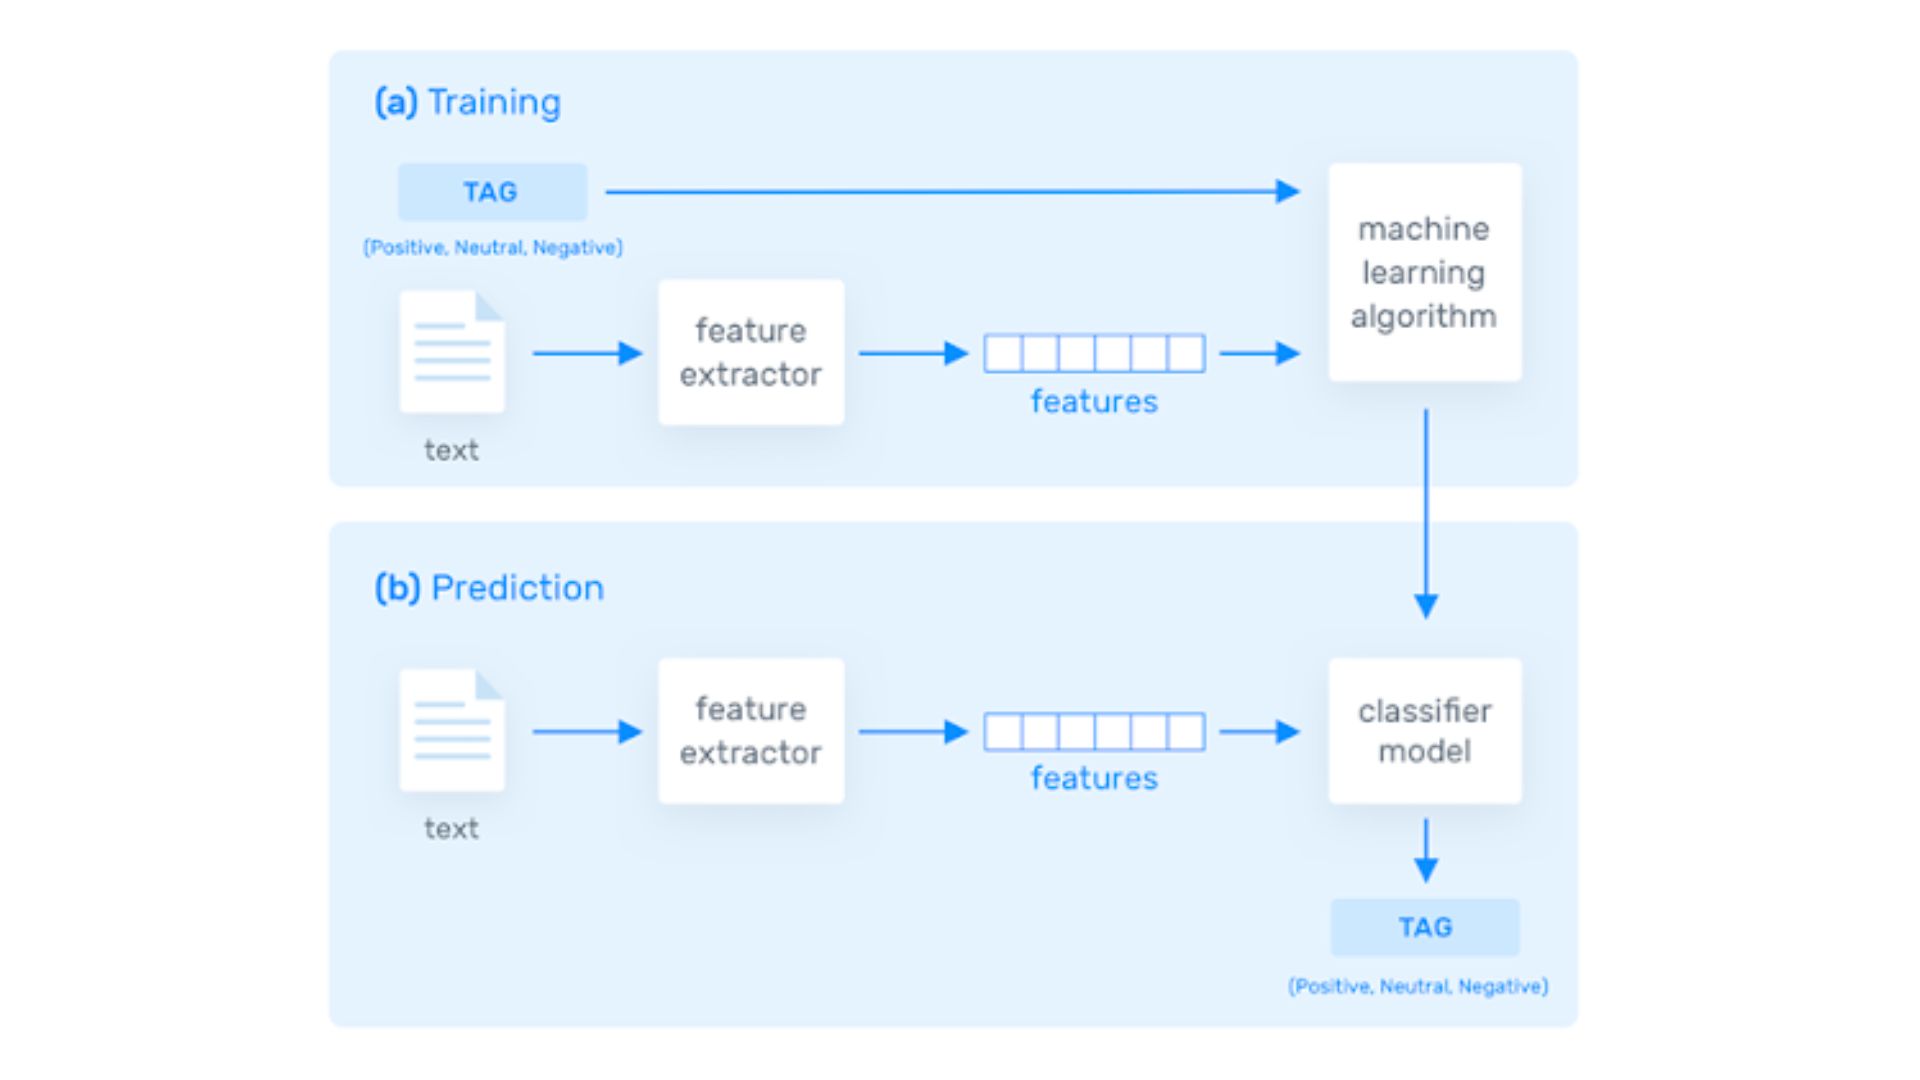 (a) Training
TAG
(Positive, Neutral, Negative)
machine
learning
algorithm
feature
extractor
features
text
(b) Prediction
feature
extractor
features
classifier
model
text
TAG
(Positive, Neutral, Negative)